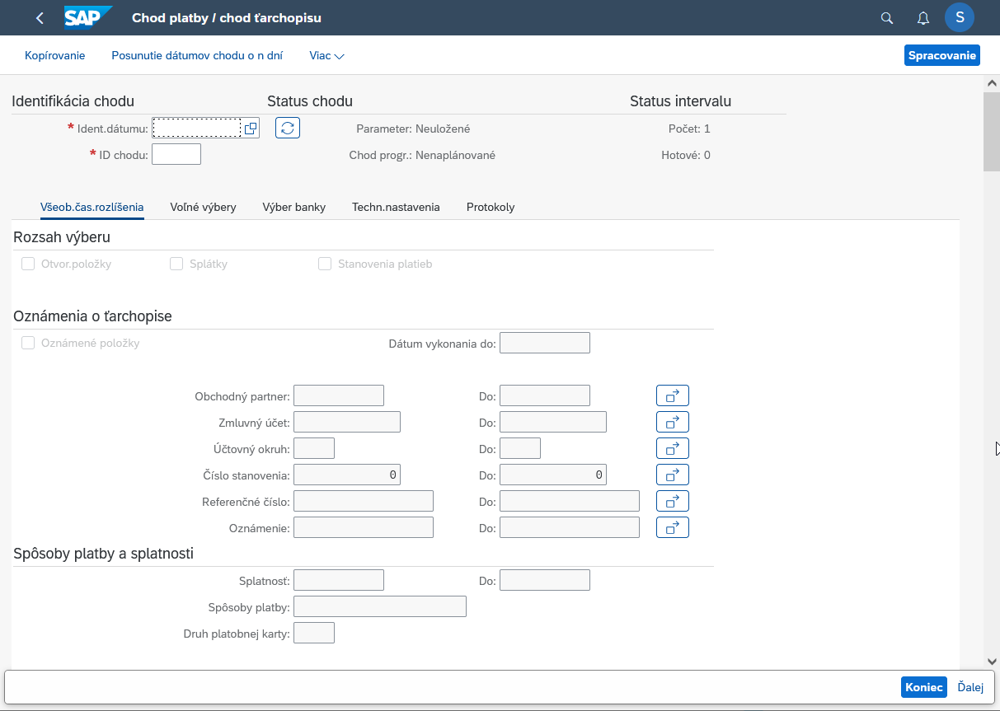 SAP Chod platby / chod ťarchopisu S
Kopírovanie Posunutie dátumov chodu o n dní Viac Spracovanie
Identifikácia chodu Status chodu Status intervalu
* Ident.dátumu: Parameter: Neuložené Počet: 1
* ID chodu: Chod progr.: Nenaplánované Hotové: 0
Všeob.čas.rozlíšenia Voľné výbery Výber banky Techn.nastavenia Protokoly
Rozsah výberu
Otvor.položky Splátky Stanovenia platieb
Oznámenia o ťarchopise
Oznámené položky Dátum vykonania do:
Obchodný partner: Do:
Zmluvný účet: Do:
Účtovný okruh: Do:
Číslo stanovenia: 0 Do: 0
Referenčné číslo: Do:
Oznámenie: Do:
Spôsoby platby a splatnosti
Splatnosť: Do:
Spôsoby platby:
Druh platobnej karty:
Koniec Ďalej